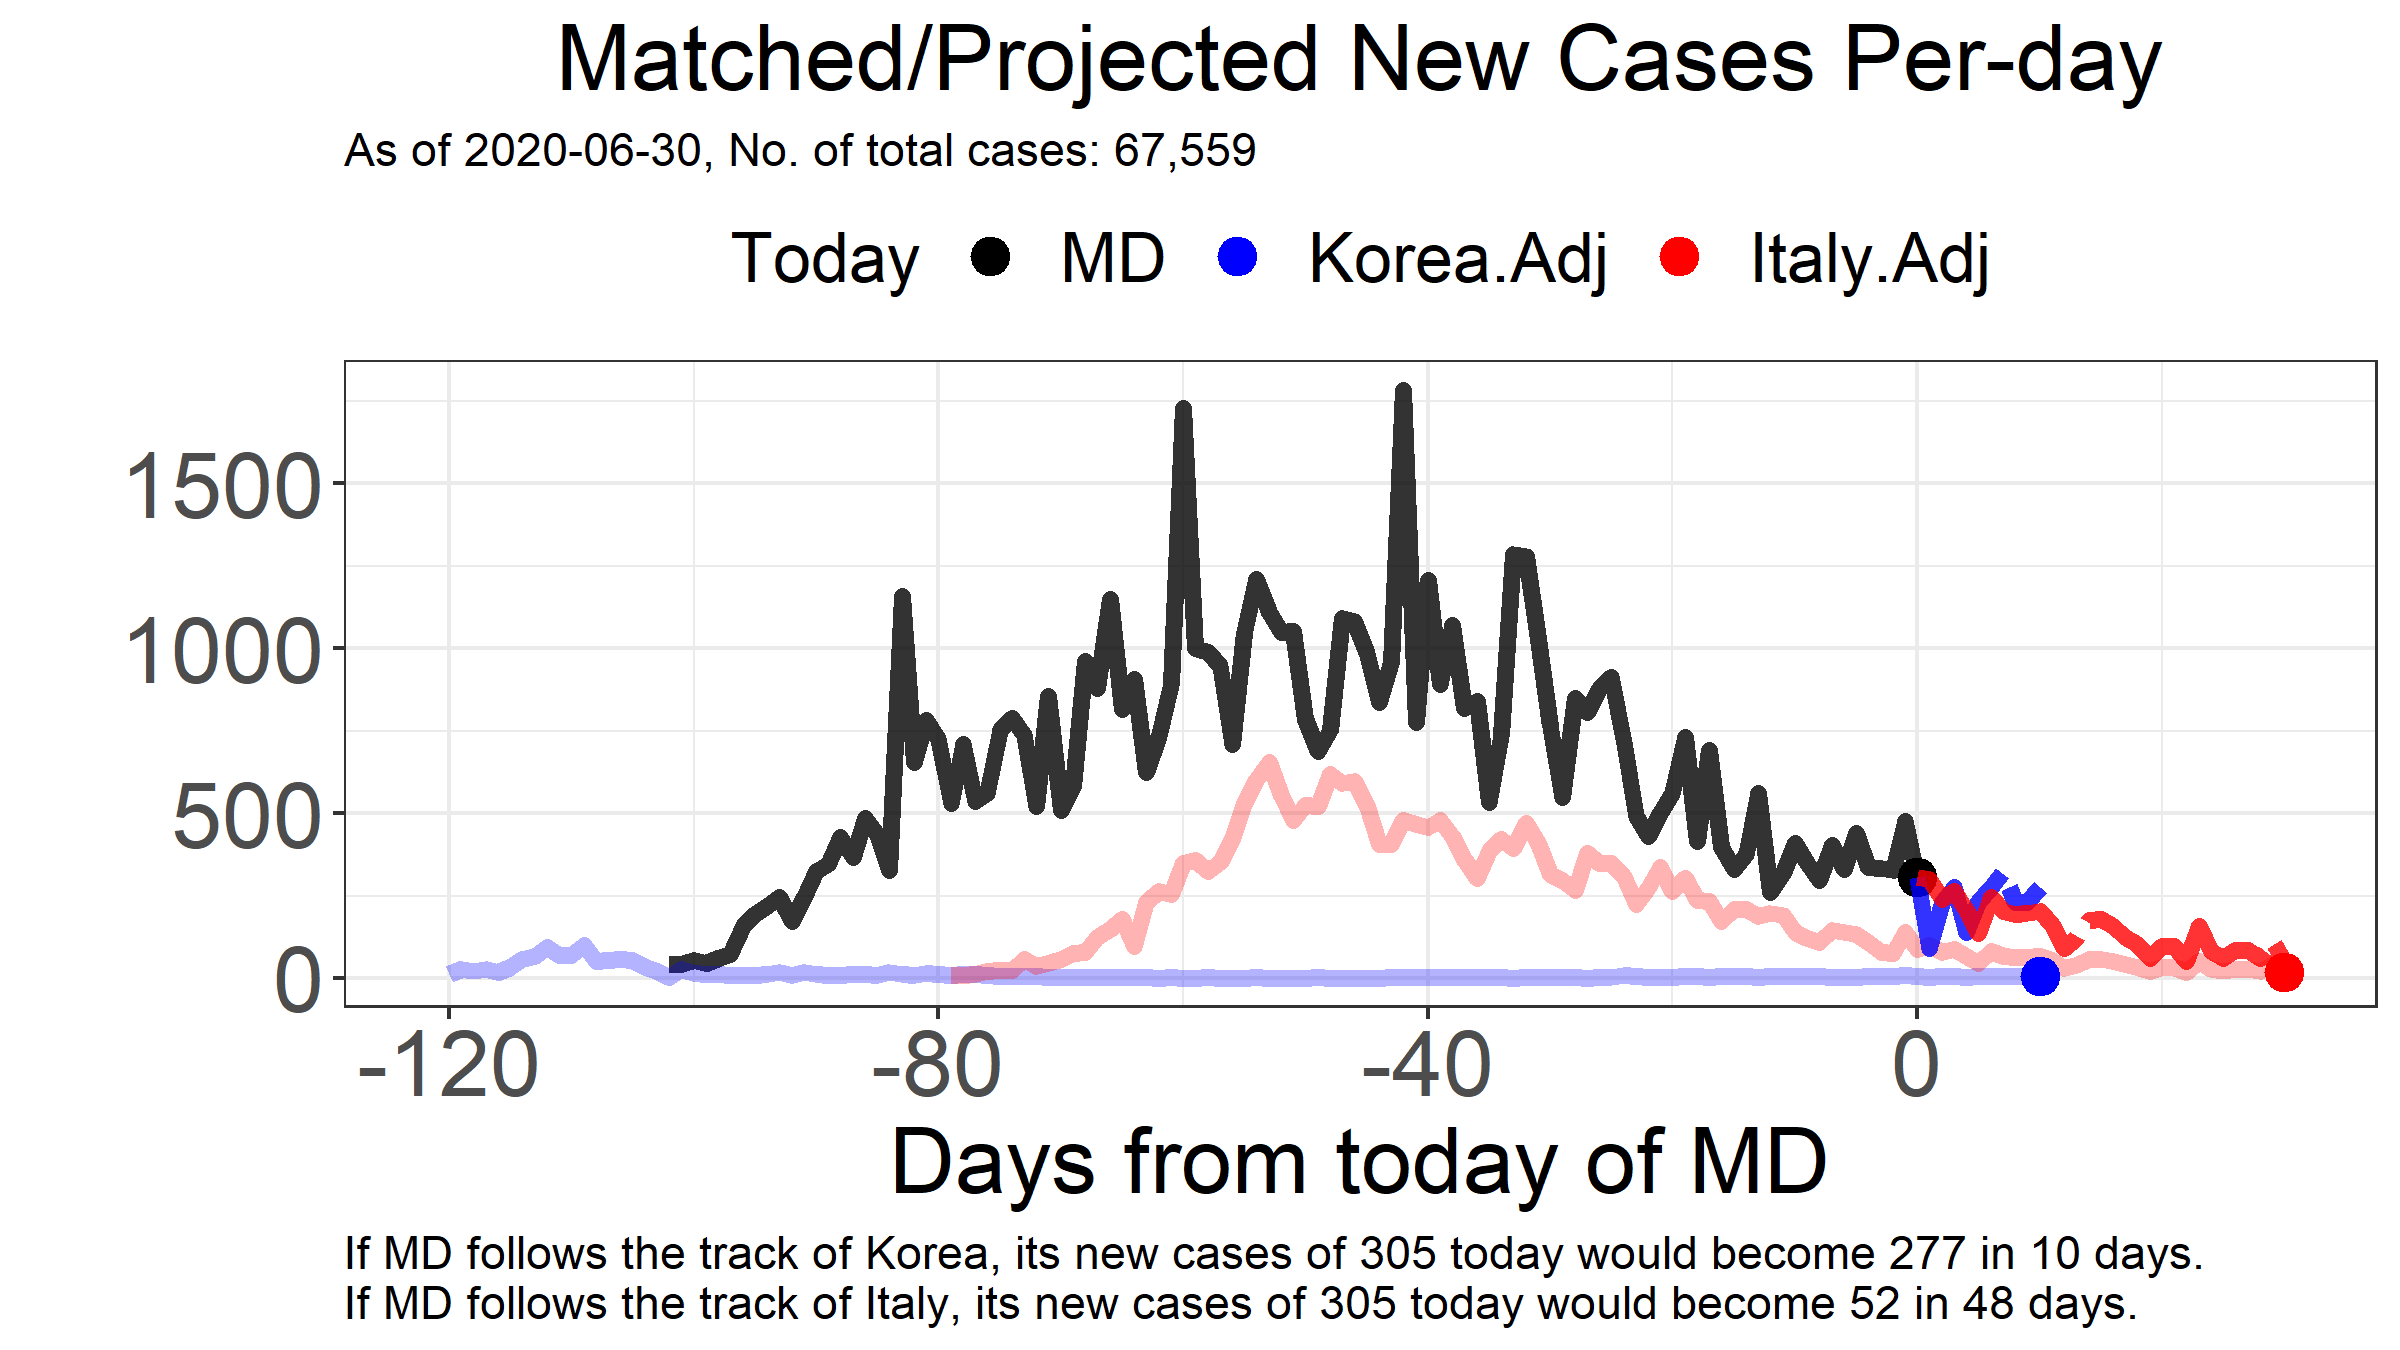 Matched/Projected New Cases Per-day
As of 2020-06-30, No. of total cases: 67,559
Today MD Korea.Adj Italy.Adj
1500
1000
500
0
-120 -80 -40 0
Days from today of MD
If MD follows the track of Korea, its new cases of 305 today would become 277 in 10 days.
If MD follows the track of Italy, its new cases of 305 today would become 52 in 48 days.